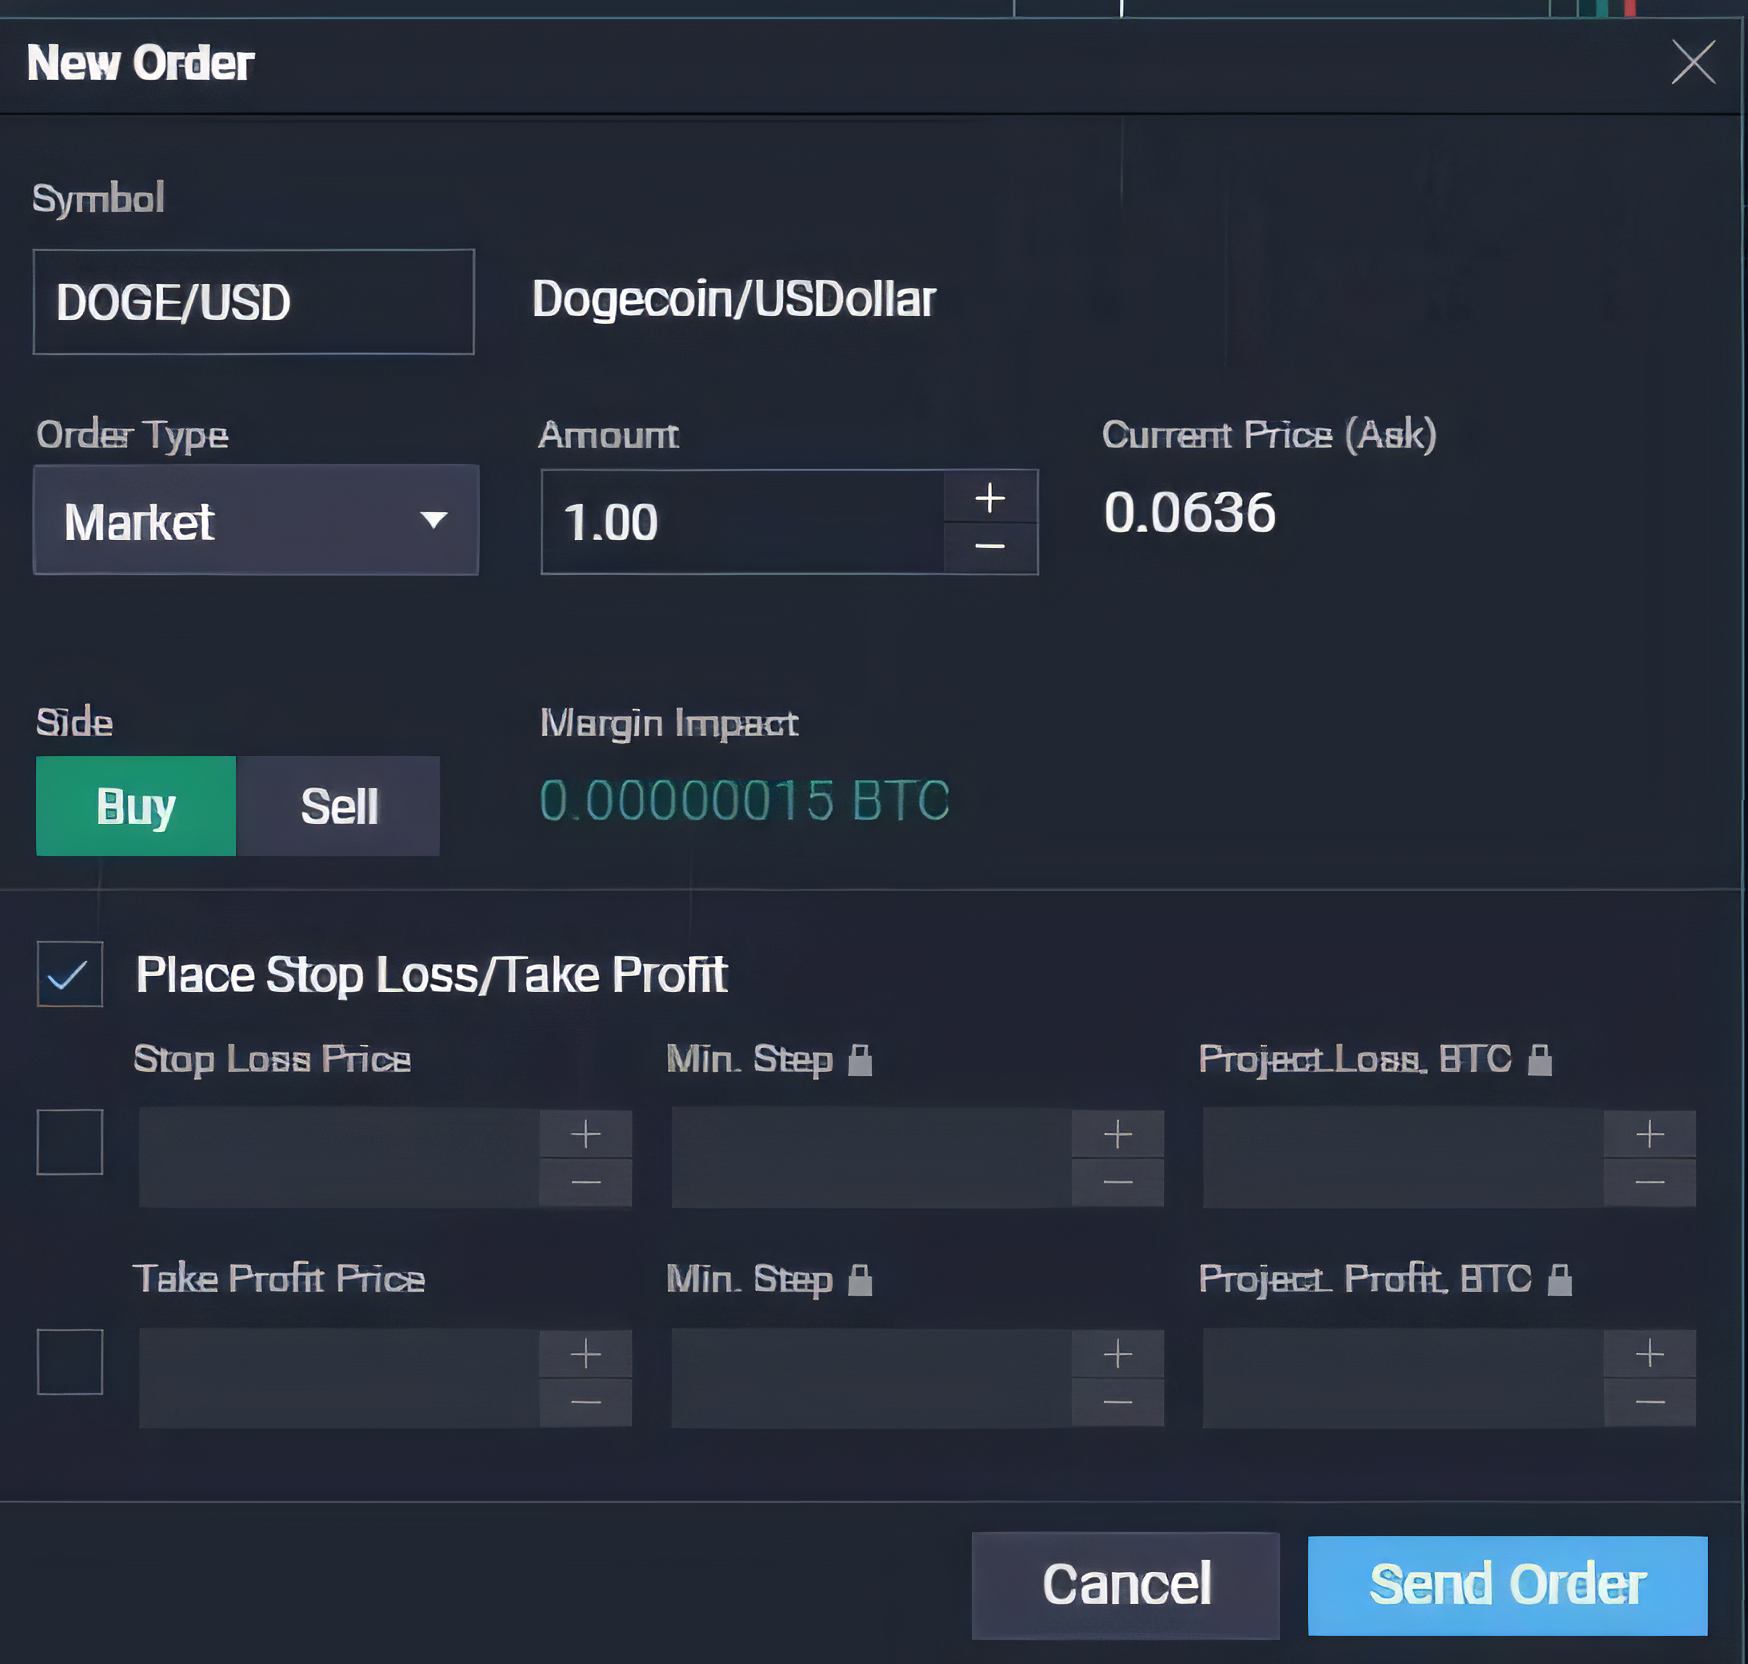 New Order
Symbol
DOGE/USD
Dogecoin/USDollar
Order Type
Amount
Current Price (Ask)
Market
1.00
0.0636
Side
Margin Impact
Buy
Sell
0.00000015 BTC
Place Stop Loss/Take Profit
Stop Loss Price
Min. Step
Project. Loss, BTC
Take Profit Price
Min. Step
Project. Profit, BTC
Cancel
Send Order